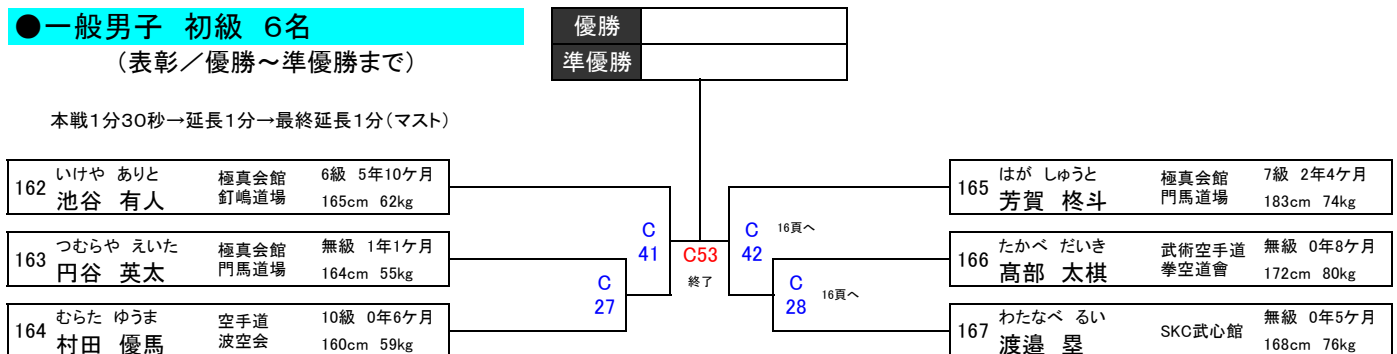 ●一般男子 初級 6名
（表彰／優勝～準優勝まで）
優勝
準優勝
本戦1分30秒→延長1分→最終延長1分（マスト）
162 いけや ありと 極真会館 6級 5年10ケ月
池谷 有人 釘嶋道場 165cm 62kg
163 つむらや えいた 極真会館 無級 1年1ケ月
円谷 英太 門馬道場 164cm 55kg
164 むらた ゆうま 空手道 10級 0年6ケ月
村田 優馬 波空会 160cm 59kg
C
41
C
27
C53
終了
C
42
16頁へ
C
28
16頁へ
165 はが しゅうと 極真会館 7級 2年4ケ月
芳賀 柊斗 門馬道場 183cm 74kg
166 たかべ だいき 武術空手道 無級 0年8ケ月
髙部 太棋 拳空道會 172cm 80kg
167 わたなべ るい SKC武心館 無級 0年5ケ月
渡邉 塁 168cm 76kg